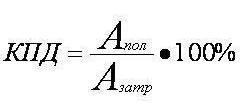 КПД = Aпол / Aзатр • 100%